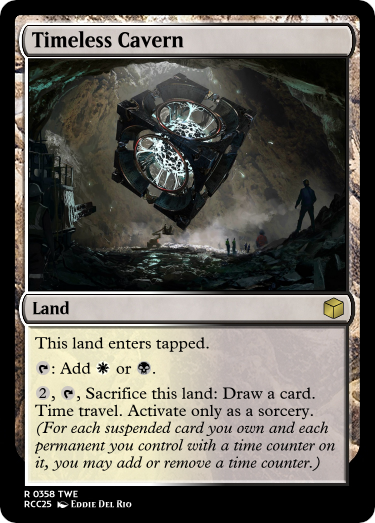 Timeless Cavern
Land
this land enters tapped.
: Add or .
2, , Sacrifice this land: Draw a card.
Time travel. Activate only as a sorcery.
(For each suspended card you own and each
permanent you control with a time counter on
it, you may add or remove a time counter.)
R 0358 TWE
RCC25 Eddie Del Rio